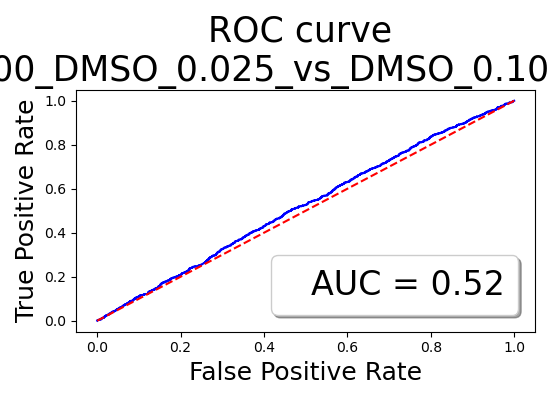 ROC curve
00_DMSO_0.025_vs_DMSO_0.10
True Positive Rate
1.0
0.8
0.6
0.4
0.2
0.0
AUC = 0.52
0.0 0.2 0.4 0.6 0.8 1.0
False Positive Rate